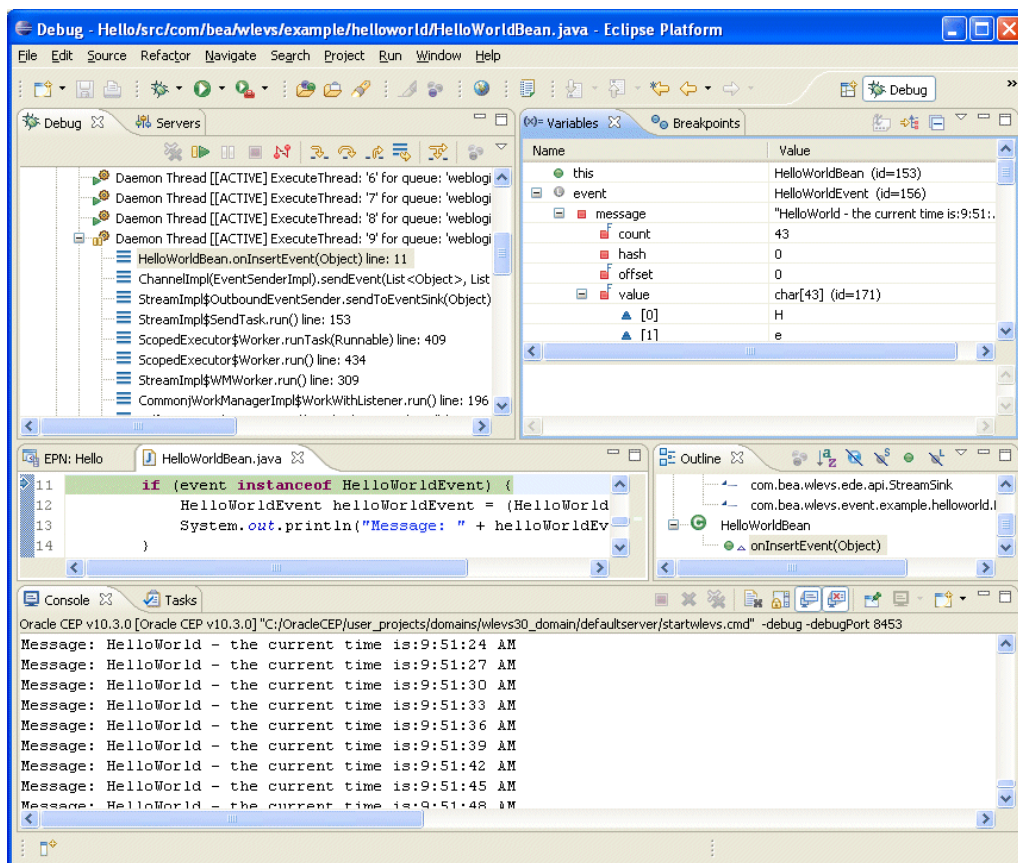 Debug - Hello/src/com/bea/wlevs/example/helloworld/HelloWorldBean.java - Eclipse Platform
File Edit Source Refactor Navigate Search Project Run Window Help
Debug
»
Debug Servers
Daemon Thread [[ACTIVE] ExecuteThread: '6' for queue: 'weblogi
Daemon Thread [[ACTIVE] ExecuteThread: '7' for queue: 'weblogi
Daemon Thread [[ACTIVE] ExecuteThread: '8' for queue: 'weblogi
Daemon Thread [[ACTIVE] ExecuteThread: '9' for queue: 'weblogi
HelloWorldBean.onInsertEvent(Object) line: 11
ChannelImpl(EventSenderImpl).sendEvent(List<Object>, List
StreamImpl$OutboundEventSender.sendToEventSink(Object)
StreamImpl$SendTask.run() line: 153
ScopedExecutor$Worker.runTask(Runnable) line: 409
ScopedExecutor$Worker.run() line: 434
StreamImpl$WMWorker.run() line: 309
CommonjWorkManagerImpl$WorkWithListener.run() line: 196
(x)= Variables Breakpoints
Name Value
this HelloWorldBean (id=153)
event HelloWorldEvent (id=156)
message "HelloWorld - the current time is:9:51:.
count 43
hash 0
offset 0
value char[43] (id=171)
[0] H
[1] e
EPN: Hello HelloWorldBean.java
11 if (event instanceof HelloWorldEvent) {
12 HelloWorldEvent helloWorldEvent = (HelloWorld
13 System.out.println("Message: " + helloWorldEv
14 }
Outline
com.bea.wlevs.ede.api.StreamSink
com.bea.wlevs.event.example.helloworld.
HelloWorldBean
onInsertEvent(Object)
Console Tasks
Oracle CEP v10.3.0 [Oracle CEP v10.3.0] "C:/OracleCEP/user_projects/domains/wlevs30_domain/defaultserver/startwlevs.cmd" -debug -debugPort 8453
Message: HelloWorld - the current time is:9:51:24 AM
Message: HelloWorld - the current time is:9:51:27 AM
Message: HelloWorld - the current time is:9:51:30 AM
Message: HelloWorld - the current time is:9:51:33 AM
Message: HelloWorld - the current time is:9:51:36 AM
Message: HelloWorld - the current time is:9:51:39 AM
Message: HelloWorld - the current time is:9:51:42 AM
Message: HelloWorld - the current time is:9:51:45 AM
Message: HelloWorld - the current time is:9:51:48 AM